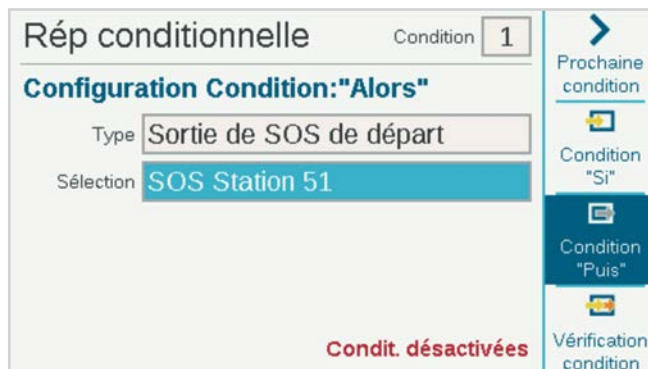 Rép conditionnelle
Condition 1
Configuration Condition:"Alors"
Type Sortie de SOS de départ
Sélection SOS Station 51
Condit. désactivées
Prochaine
condition
Condition
"Si"
Condition
"Puis"
Vérification
condition